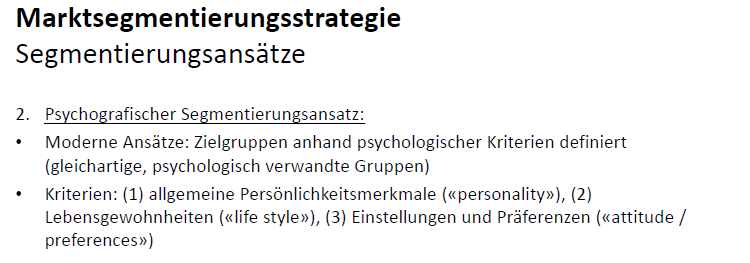 Marktsegmentierungsstrategie
Segmentierungsansätze
2. Psychografischer Segmentierungsansatz:
• Moderne Ansätze: Zielgruppen anhand psychologischer Kriterien definiert
(gleichartige, psychologisch verwandte Gruppen)
• Kriterien: (1) allgemeine Persönlichkeitsmerkmale («personality»), (2)
Lebensgewohnheiten («life style»), (3) Einstellungen und Präferenzen («attitude /
preferences»)